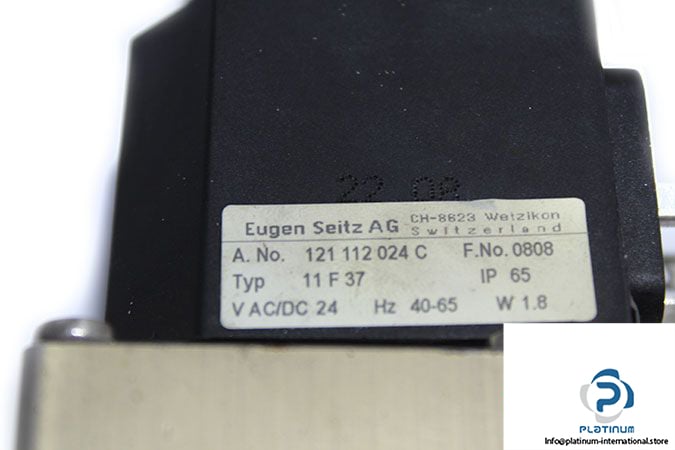 22 08
Eugen Seitz AG CH-8623 Wetzikon
Switzerland
A. No. 121 112 024 C F.No. 0808
Typ 11 F 37 IP 65
V AC/DC 24 Hz 40-65 W 1.8
PLATINUM
Info@platinum-international.store